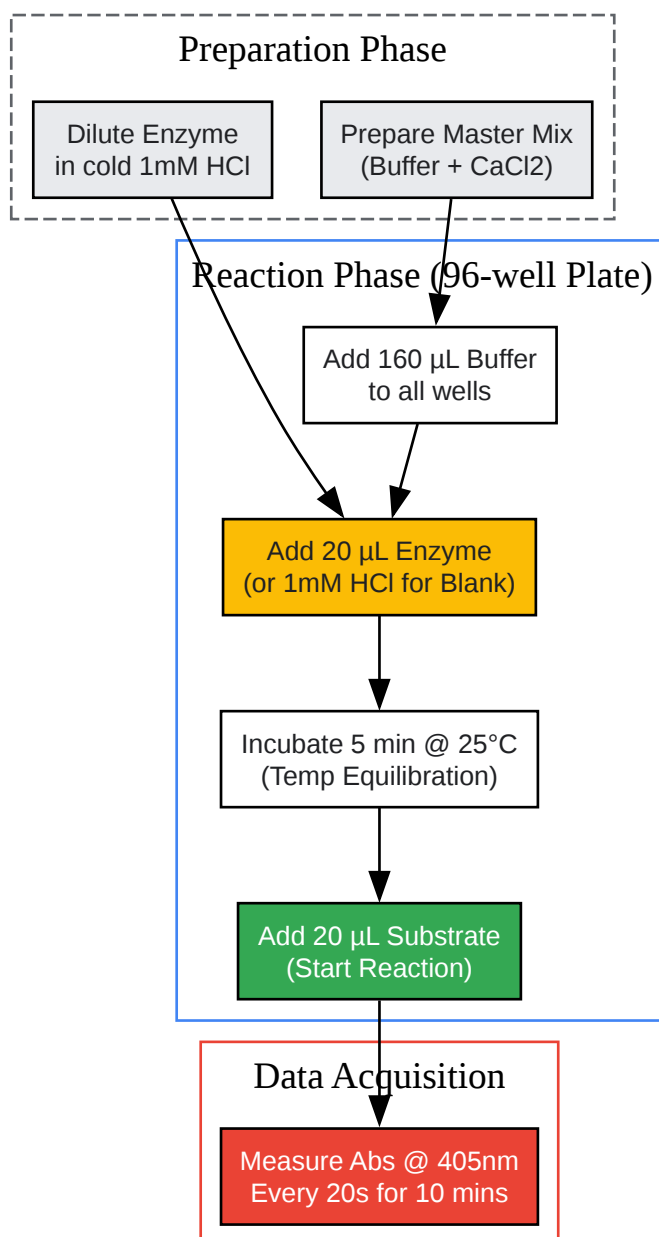 Preparation Phase
Dilute Enzyme
in cold 1mM HCl
Prepare Master Mix
(Buffer + CaCl2)
Reaction Phase (96-well Plate)
Add 160 µL Buffer
to all wells
Add 20 µL Enzyme
(or 1mM HCl for Blank)
Incubate 5 min @ 25°C
(Temp Equilibration)
Add 20 µL Substrate
(Start Reaction)
Data Acquisition
Measure Abs @ 405nm
Every 20s for 10 mins